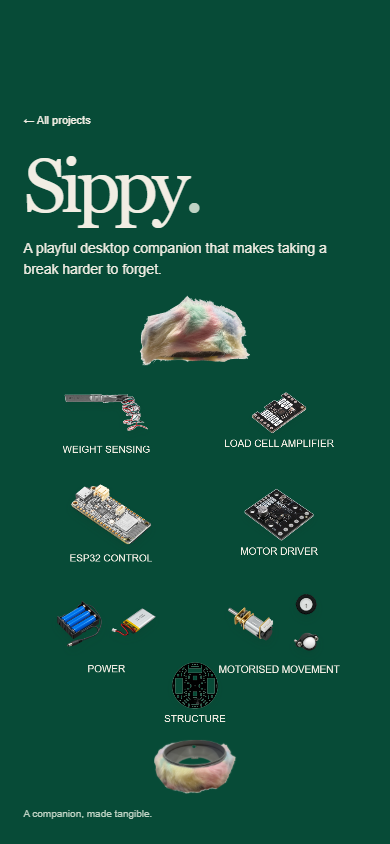 ← All projects
Sippy.
A playful desktop companion that makes taking a
break harder to forget.
WEIGHT SENSING
LOAD CELL AMPLIFIER
ESP32 CONTROL
MOTOR DRIVER
POWER
MOTORISED MOVEMENT
STRUCTURE
A companion, made tangible.